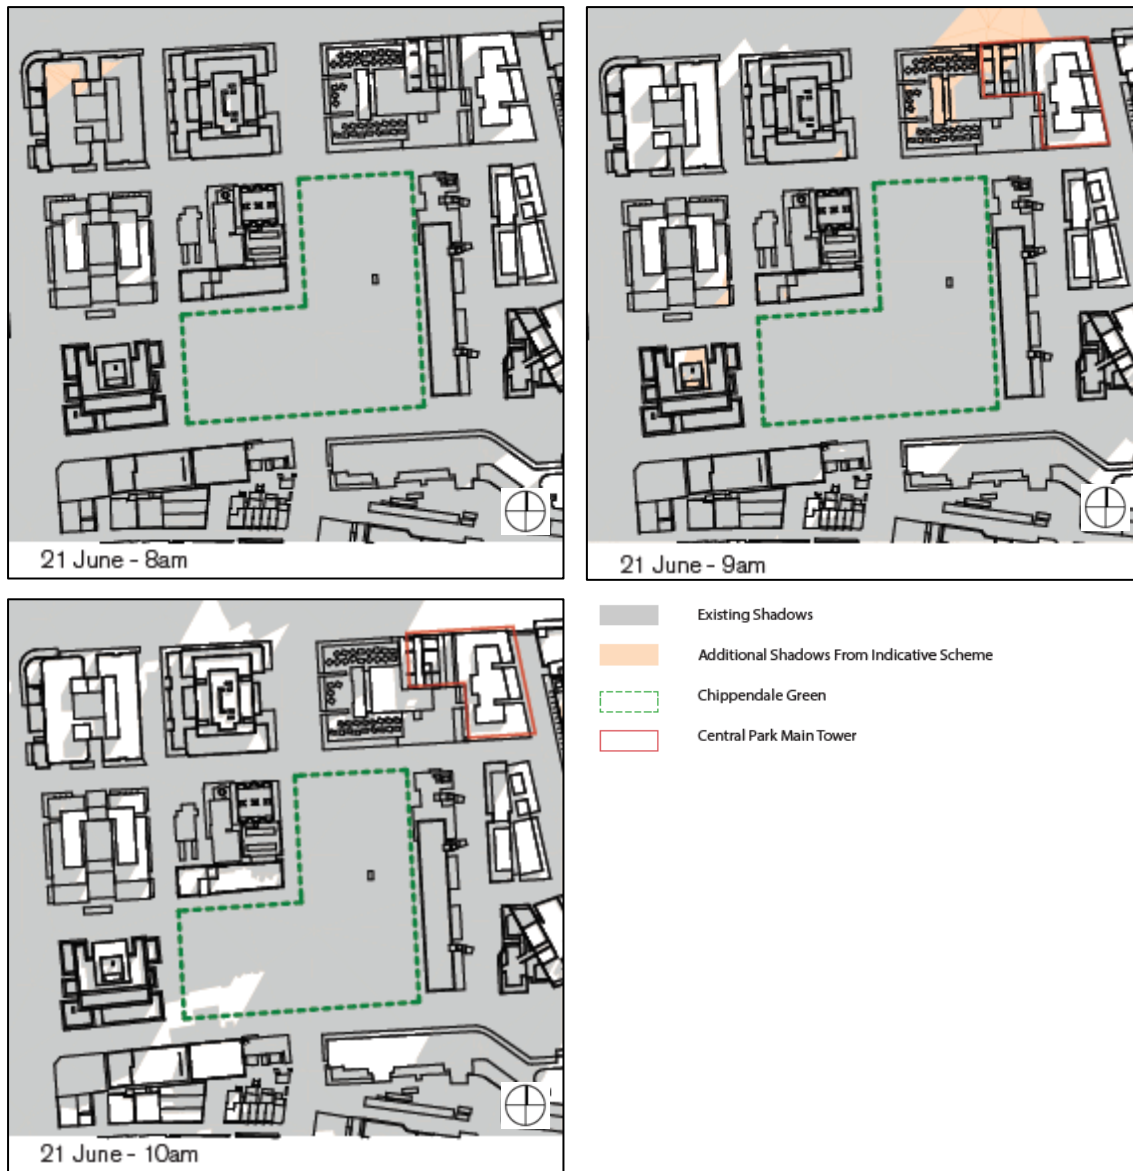 21 June - 8am
21 June - 9am
Existing Shadows
Additional Shadows From Indicative Scheme
Chippendale Green
Central Park Main Tower
21 June - 10am